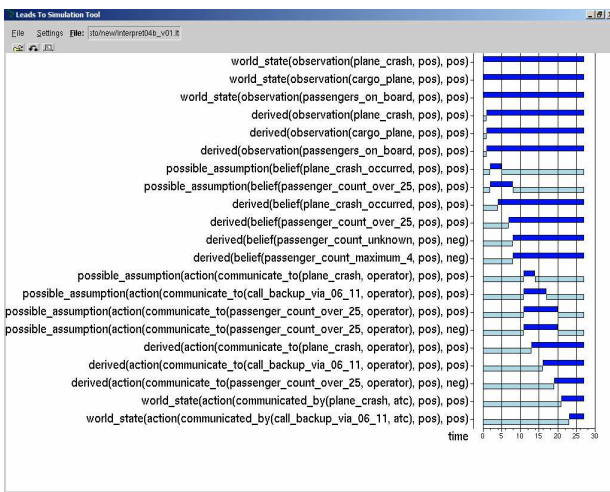 Leads To Simulation Tool
File Settings File: sto/new/Interpret04b_v01.lt
world_state(observation(plane_crash, pos), pos)
world_state(observation(cargo_plane, pos), pos)
world_state(observation(passengers_on_board, pos), pos)
derived(observation(plane_crash, pos), pos)
derived(observation(cargo_plane, pos), pos)
derived(observation(passengers_on_board, pos), pos)
possible_assumption(belief(plane_crash_occurred, pos), pos)
possible_assumption(belief(passenger_count_over_25, pos), pos)
derived(belief(plane_crash_occurred, pos), pos)
derived(belief(passenger_count_over_25, pos), pos)
derived(belief(passenger_count_unknown, pos), neg)
derived(belief(passenger_count_maximum_4, pos), neg)
possible_assumption(action(communicate_to(plane_crash, operator), pos), pos)
possible_assumption(action(communicate_to(call_backup_via_06_11, operator), pos), pos)
possible_assumption(action(communicate_to(passenger_count_over_25, operator), pos), pos)
possible_assumption(action(communicate_to(passenger_count_over_25, operator), pos), neg)
derived(action(communicate_to(plane_crash, operator), pos), pos)
derived(action(communicate_to(call_backup_via_06_11, operator), pos), pos)
derived(action(communicate_to(passenger_count_over_25, operator), pos), neg)
world_state(action(communicated_by(plane_crash, atc), pos), pos)
world_state(action(communicated_by(call_backup_via_06_11, atc), pos), pos)
time 0 5 10 15 20 25 30